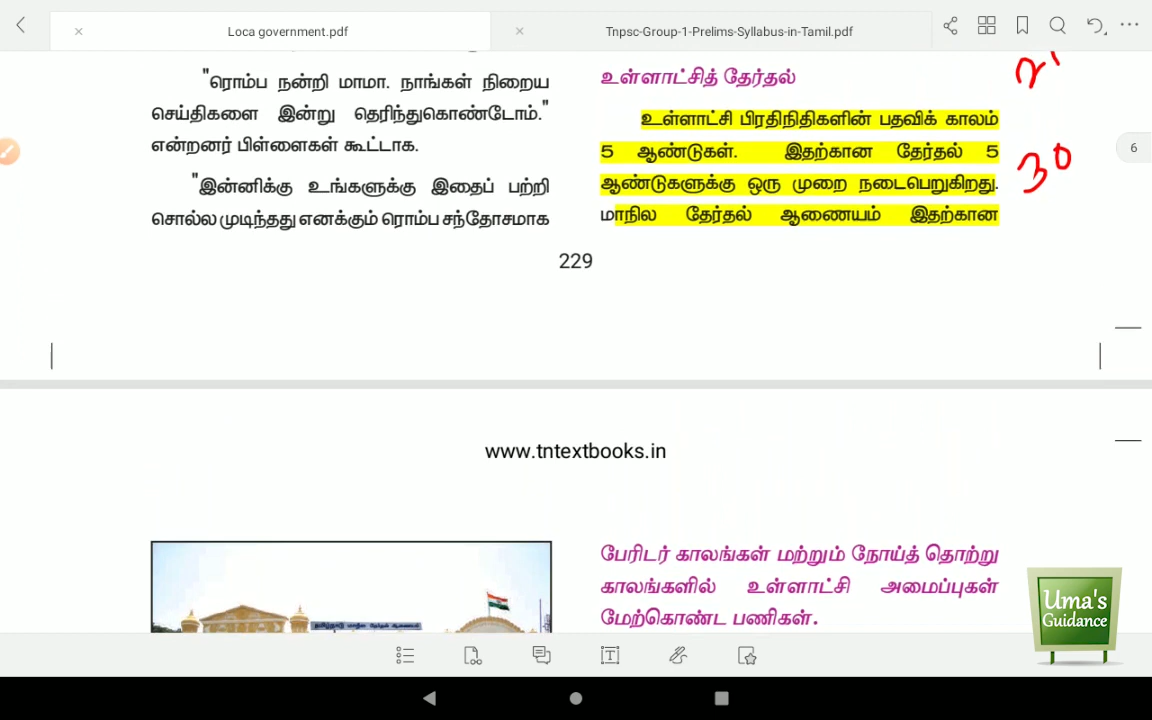 Loca government.pdf
Tnpsc-Group-1-Prelims-Syllabus-in-Tamil.pdf
"ரொம்ப நன்றி மாமா. நாங்கள் நிறைய
செய்திகளை இன்று தெரிந்துகொண்டோம்."
என்றனர் பிள்ளைகள் கூட்டாக.
"இன்னிக்கு உங்களுக்கு இதைப் பற்றி
சொல்ல முடிந்தது எனக்கும் ரொம்ப சந்தோசமாக
உள்ளாட்சித் தேர்தல்
உள்ளாட்சி பிரதிநிதிகளின் பதவிக் காலம்
5 ஆண்டுகள். இதற்கான தேர்தல் 5
ஆண்டுகளுக்கு ஒரு முறை நடைபெறுகிறது.
மாநில தேர்தல் ஆணையம் இதற்கான
30
6
229
www.tntextbooks.in
பேரிடர் காலங்கள் மற்றும் நோய்த் தொற்று
காலங்களில் உள்ளாட்சி அமைப்புகள்
மேற்கொண்ட பணிகள்.
Uma's
Guidance